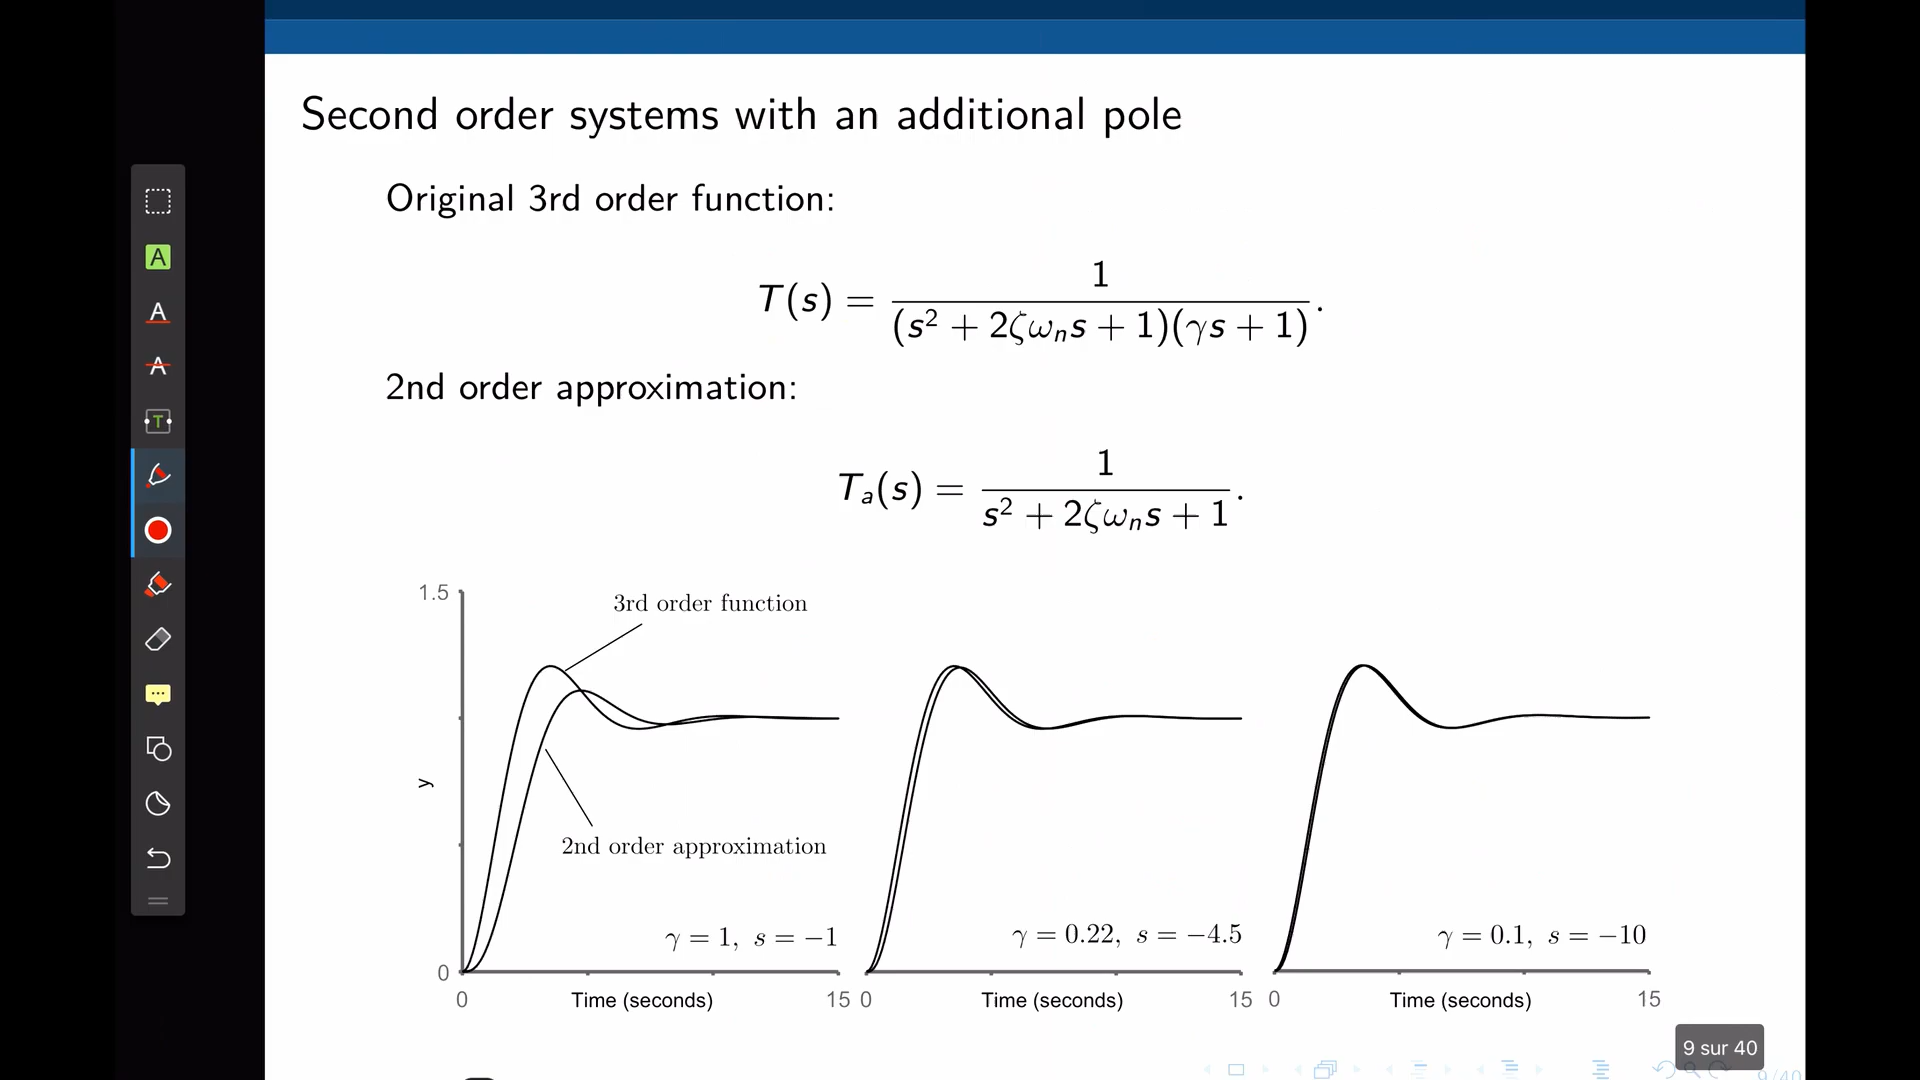 Second order systems with an additional pole
Original 3rd order function:
T(s) = 1 / (s² + 2ζωₙs + 1)(γs + 1) .
2nd order approximation:
Tₐ(s) = 1 / s² + 2ζωₙs + 1 .
1.5
3rd order function
y
2nd order approximation
γ = 1, s = −1
γ = 0.22, s = −4.5
γ = 0.1, s = −10
0
0 Time (seconds) 15 0 Time (seconds) 15 0 Time (seconds) 15
9 sur 40
9/40
A
A
A
T